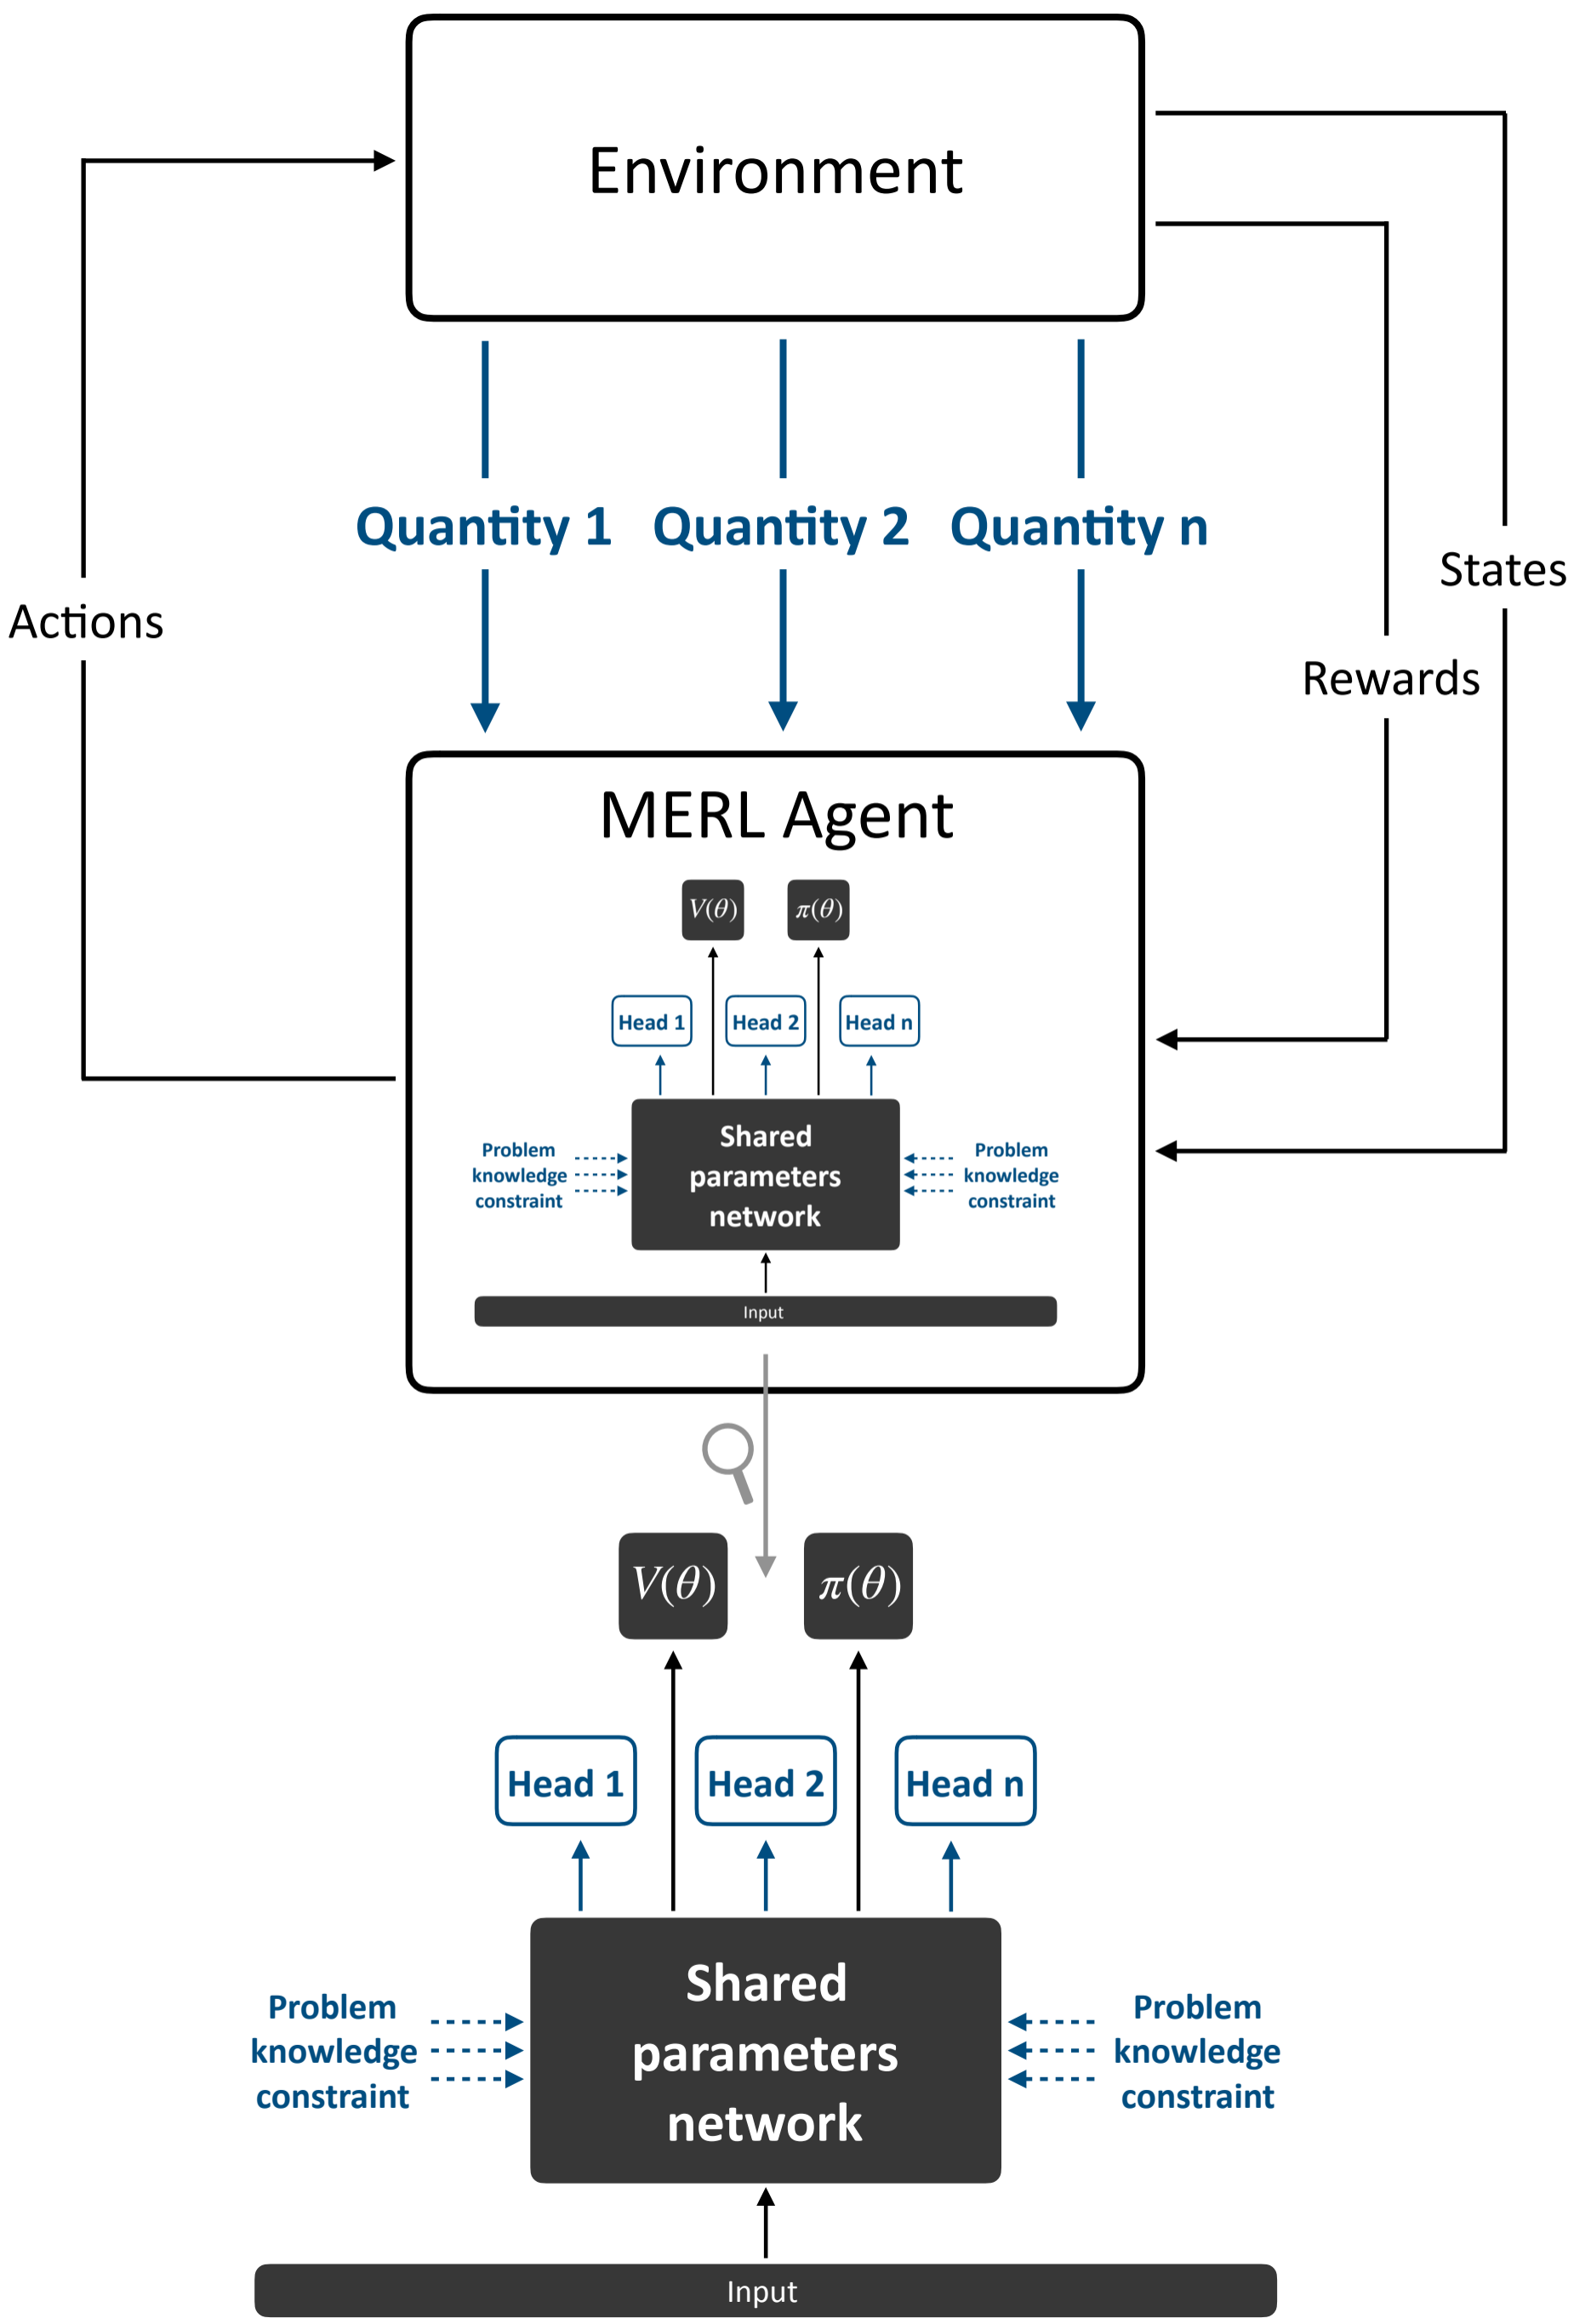 Environment
Quantity 1 Quantity 2 Quantity n
States
Actions
Rewards
MERL Agent
V(θ) π(θ)
Head 1 Head 2 Head n
Shared
parameters
network
Problem
knowledge
constraint
Problem
knowledge
constraint
Input
V(θ) π(θ)
Head 1 Head 2 Head n
Shared
parameters
network
Problem
knowledge
constraint
Problem
knowledge
constraint
Input